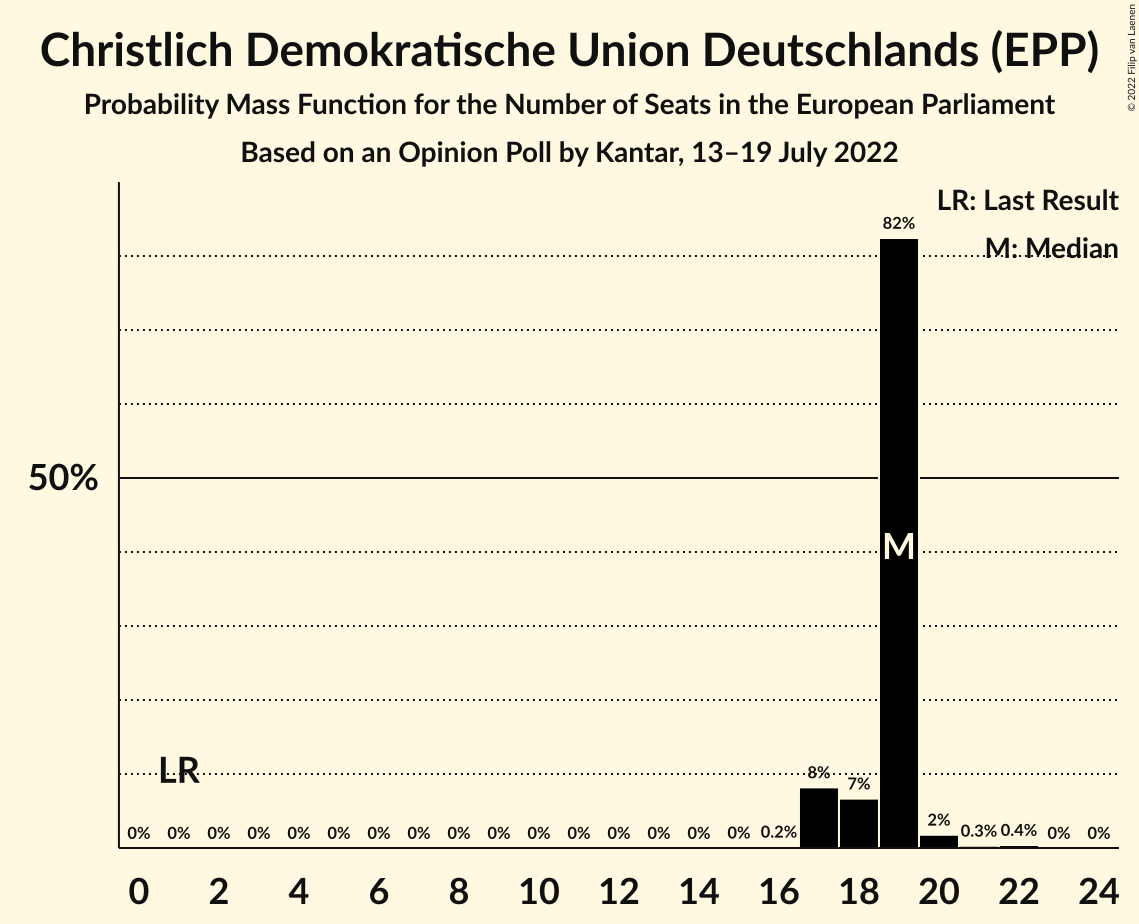 Christlich Demokratische Union Deutschlands (EPP)
Probability Mass Function for the Number of Seats in the European Parliament
Based on an Opinion Poll by Kantar, 13–19 July 2022
© 2022 Filip van Laenen
LR: Last Result
M: Median
82%
50%
M
LR
8%
7%
0% 0% 0% 0% 0% 0% 0% 0% 0% 0% 0% 0% 0% 0% 0% 0% 0.2% 2% 0.3% 0.4% 0% 0%
0 2 4 6 8 10 12 14 16 18 20 22 24